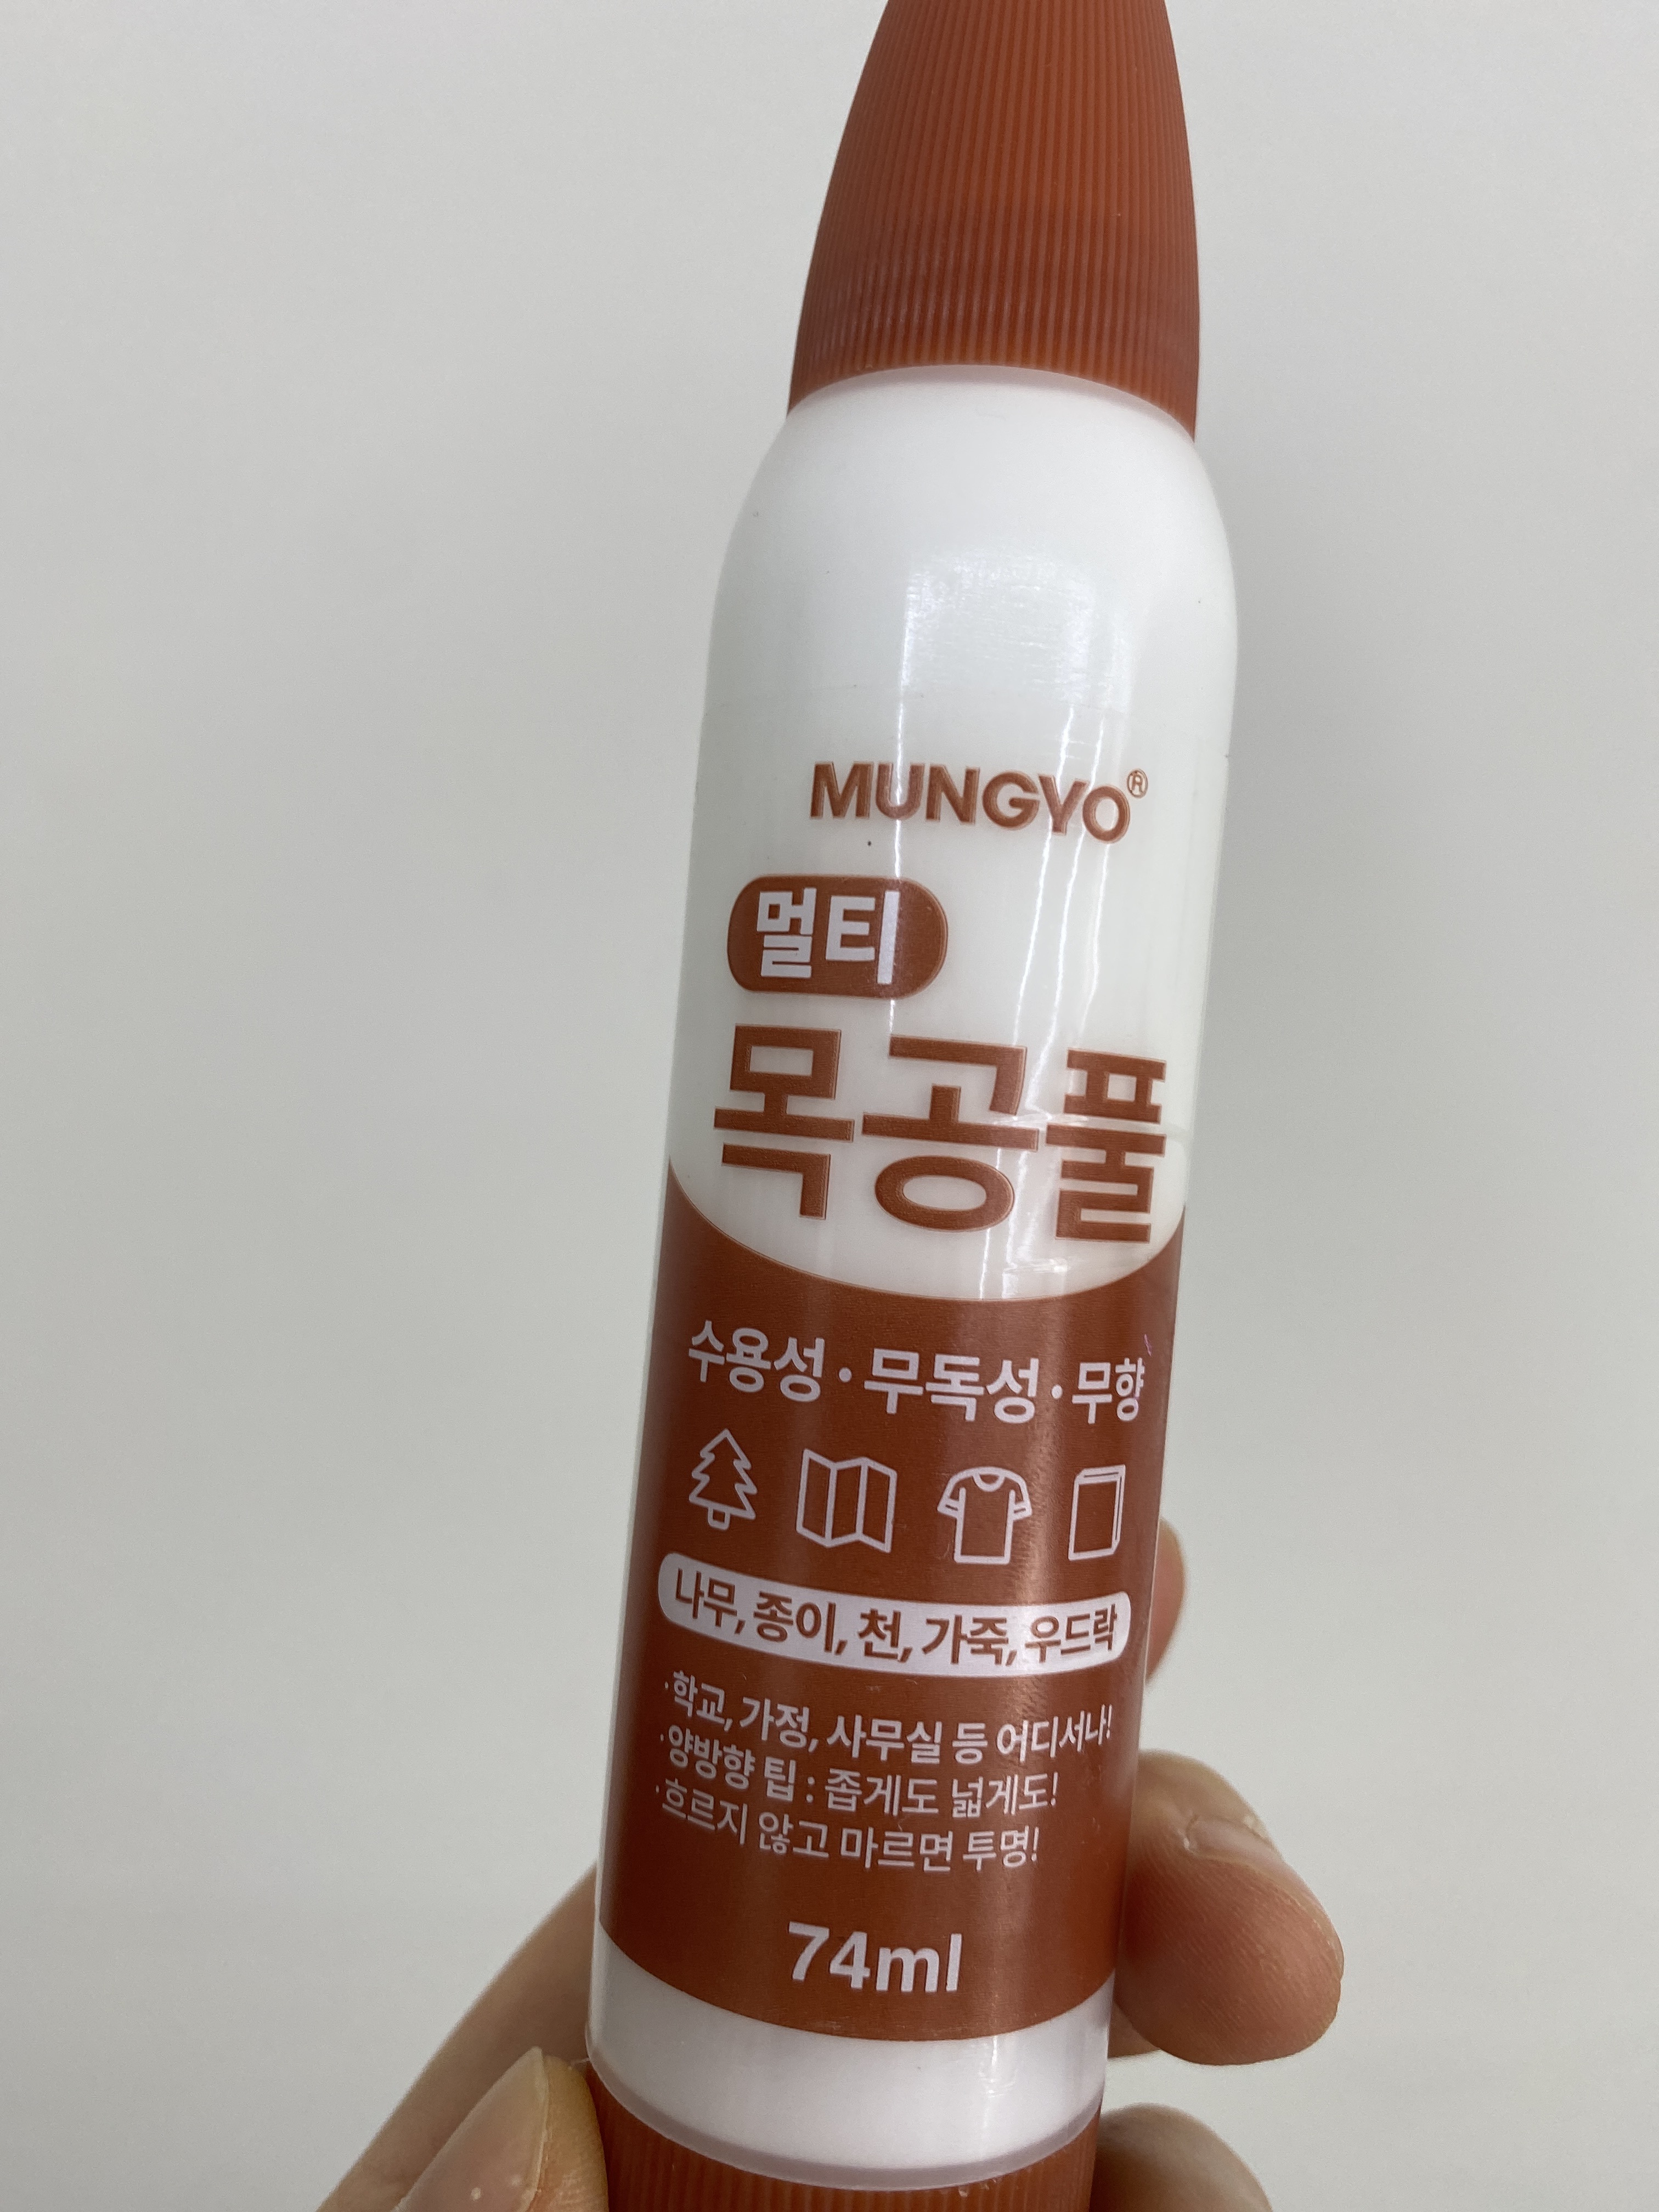 MUNGYO®
멀티
목공풀
수용성·무독성·무향
나무, 종이, 천, 가죽, 우드락
·학교, 가정, 사무실 등 어디서나!
·양방향 팁 : 좁게도 넓게도!
·흐르지 않고 마르면 투명!
74ml